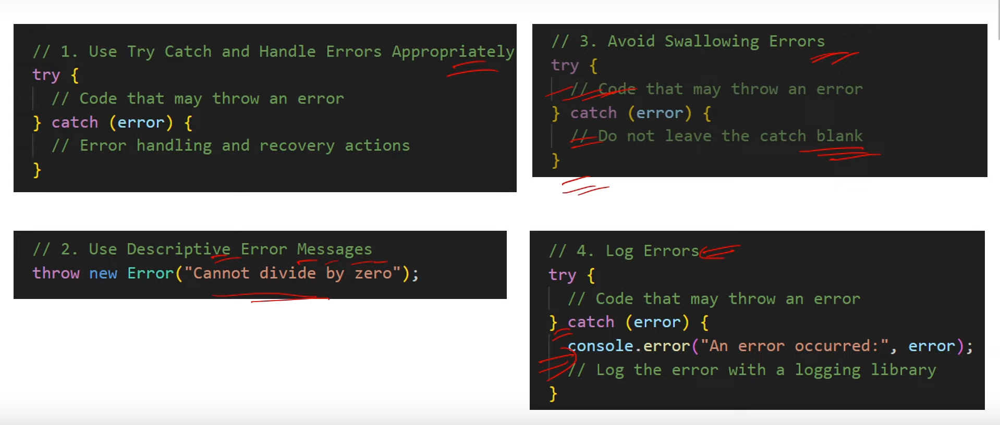 // 1. Use Try Catch and Handle Errors Appropriately
try {
// Code that may throw an error
} catch (error) {
// Error handling and recovery actions
}
// 2. Use Descriptive Error Messages
throw new Error("Cannot divide by zero");
// 3. Avoid Swallowing Errors
try {
// Code that may throw an error
} catch (error) {
// Do not leave the catch blank
}
// 4. Log Errors
try {
// Code that may throw an error
} catch (error) {
console.error("An error occurred:", error);
// Log the error with a logging library
}